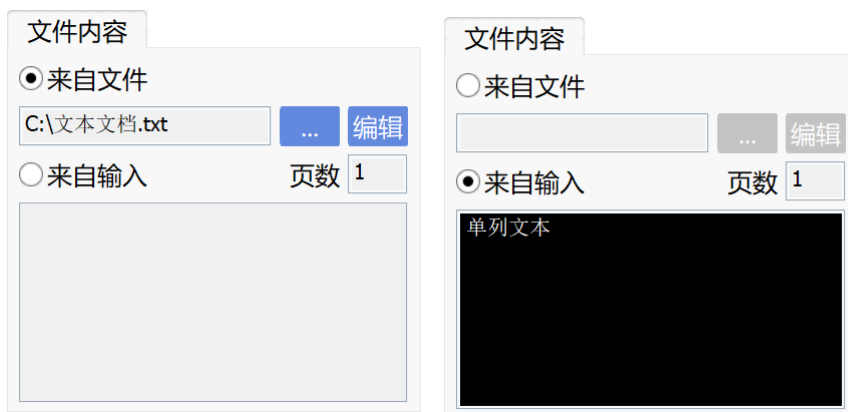 文件内容
来自文件
C:\文本文档.txt ... 编辑
来自输入 页数 1
文件内容
来自文件
... 编辑
来自输入 页数 1
单列文本